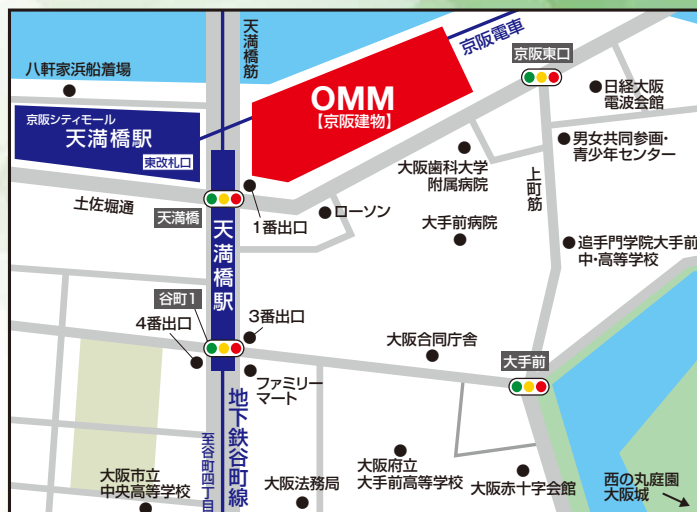 天満橋筋
京阪電車
京阪東口
八軒家浜船着場
OMM
【京阪建物】
日経大阪
電波会館
京阪シティモール
天満橋駅
東改札口
男女共同参画・
青少年センター
大阪歯科大学
附属病院
上町筋
土佐堀通
天満橋
1番出口
ローソン
大手前病院
天満橋駅
追手門学院大手前
中・高等学校
谷町1
4番出口
3番出口
大阪合同庁舎
大手前
ファミリー
マート
地下鉄谷町線
至谷町四丁目
大阪市立
中央高等学校
大阪法務局
大阪府立
大手前高等学校
大阪赤十字会館
西の丸庭園
大阪城